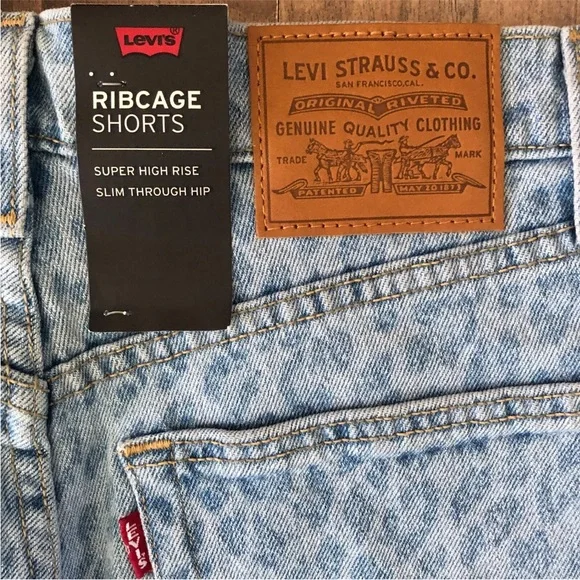 LEVI'S®
RIBCAGE
SHORTS
SUPER HIGH RISE
SLIM THROUGH HIP
LEVI STRAUSS & CO.
SAN FRANCISCO, CAL.
ORIGINAL RIVETED
GENUINE QUALITY CLOTHING
TRADE MARK
PATENTED MAY 20 1873
LEVI'S